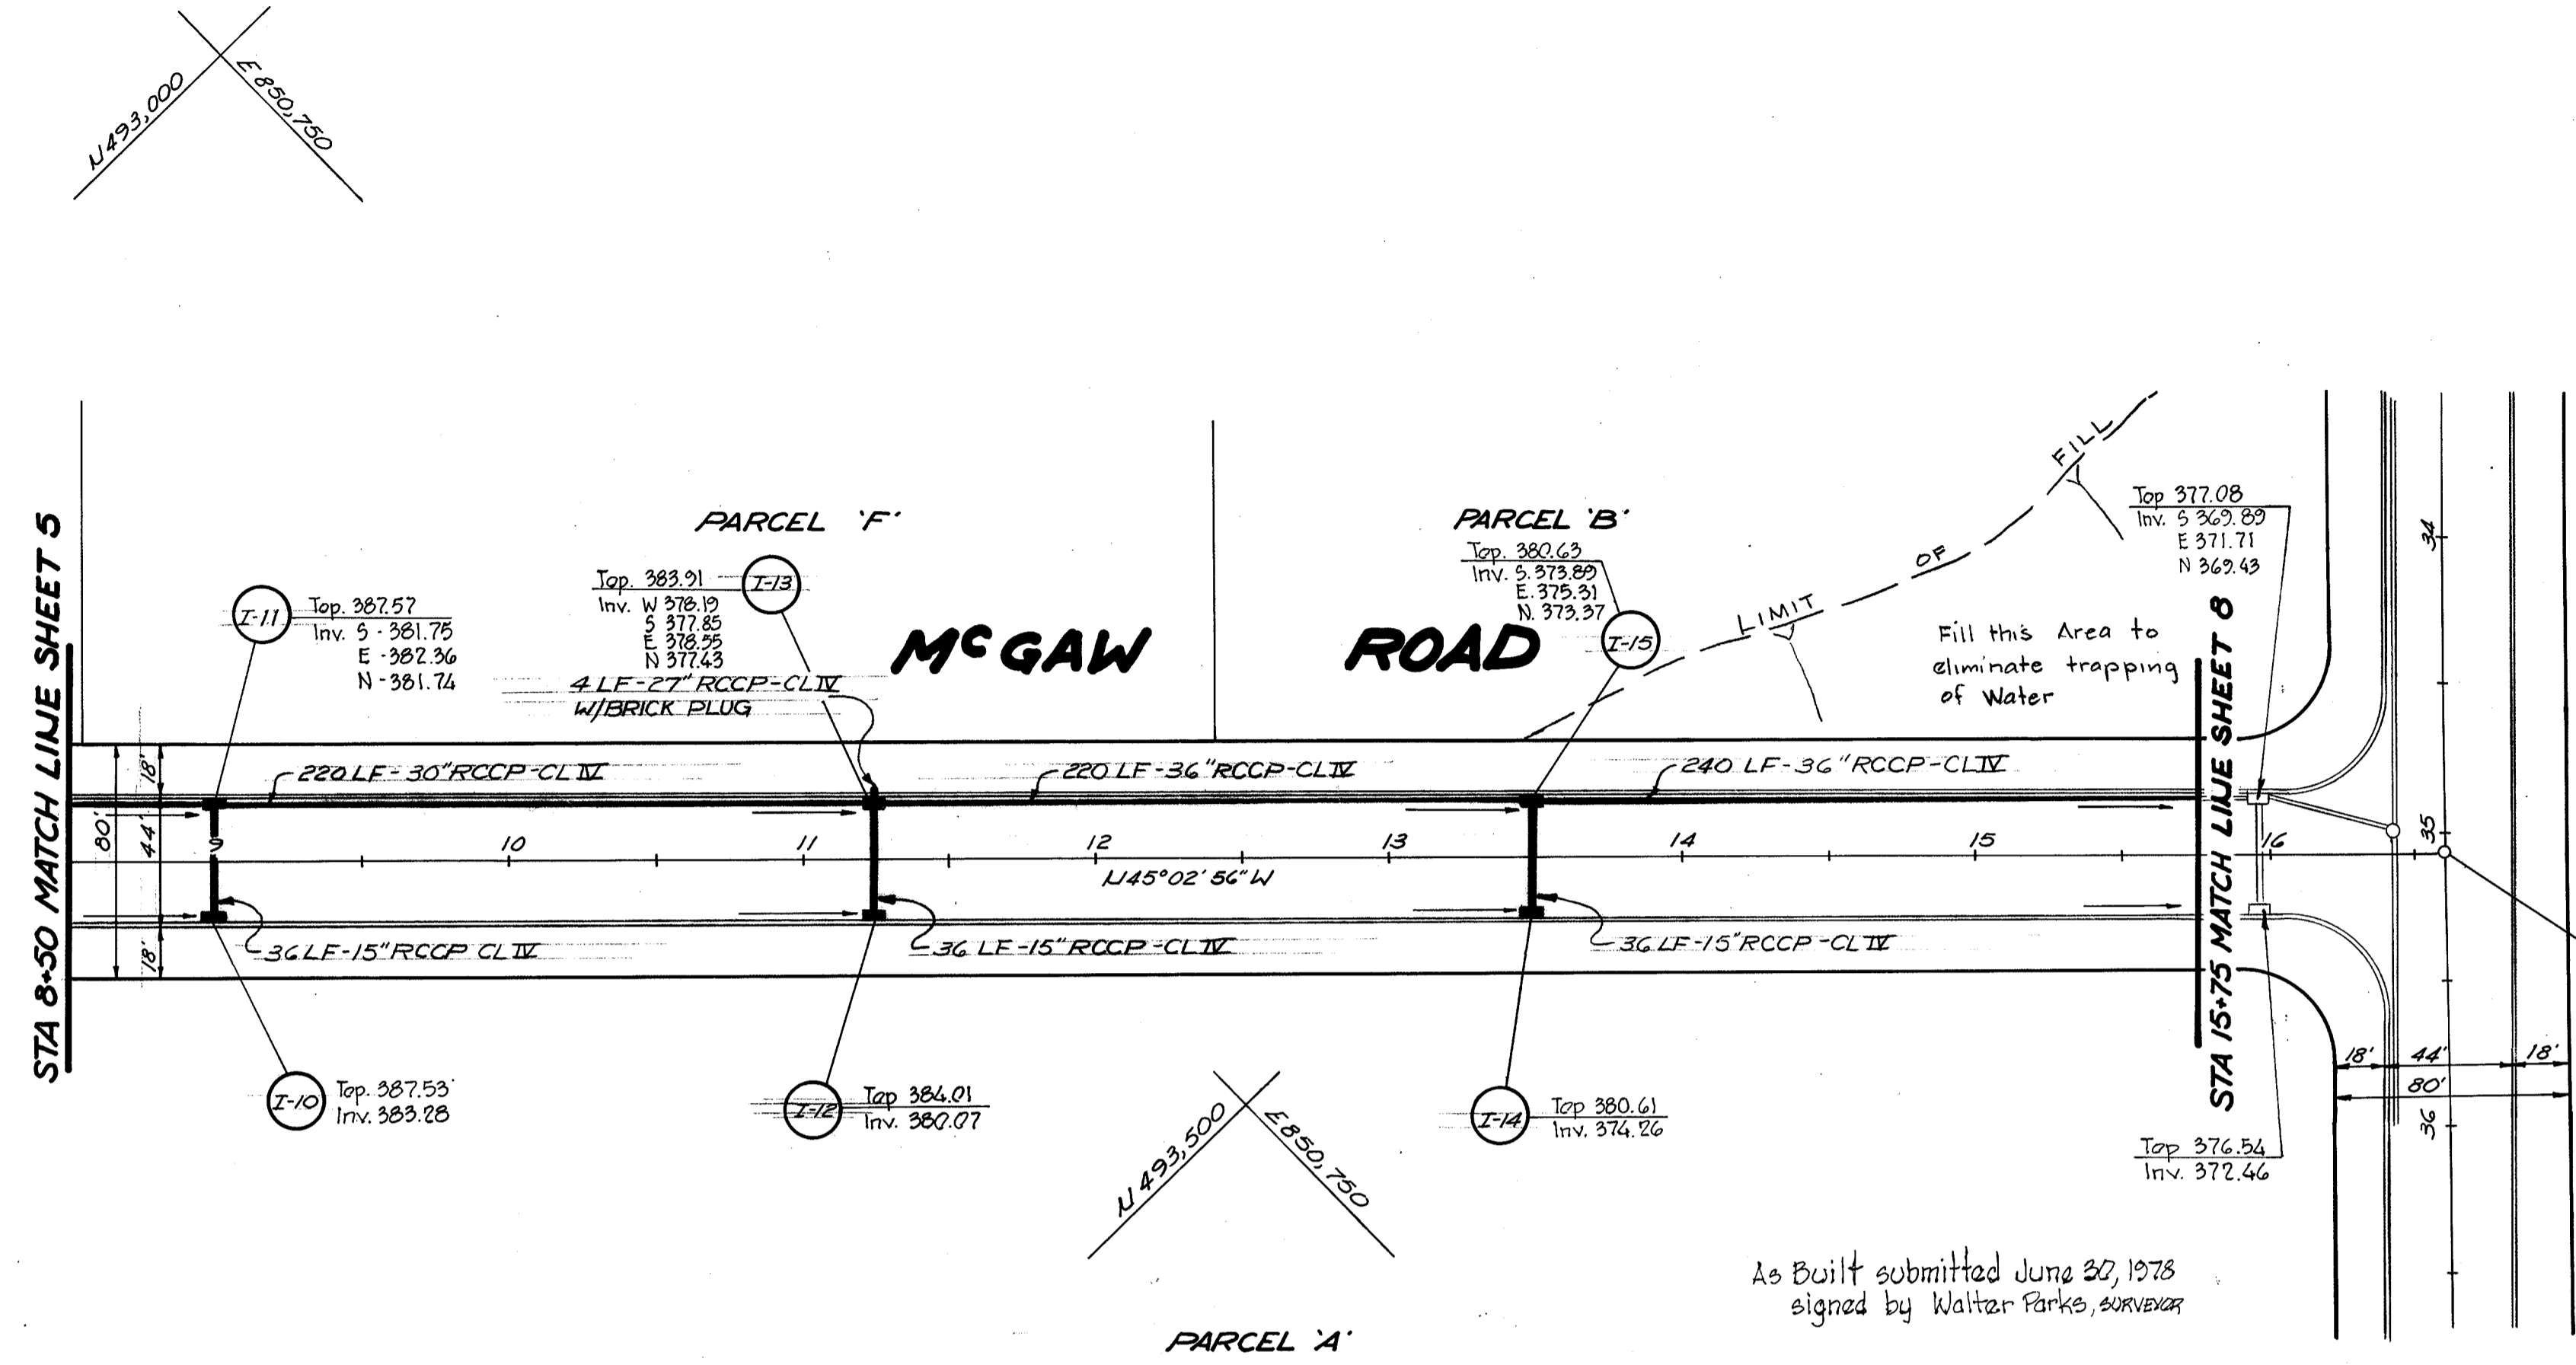 N 493,000
E 850,750
STA 8+50 MATCH LINE SHEET 5
PARCEL 'F'
PARCEL 'B'
I-11
Top. 387.57
Inv. S - 381.75
E - 382.36
N - 381.74
Top. 383.91
I-13
Inv. W 378.19
S 377.85
E 378.55
N 377.43
4 LF-27" RCCP-CL IV
W/BRICK PLUG
McGAW ROAD
Top. 380.63
Inv. S. 373.89
E. 375.31
N. 373.37
I-15
LIMIT OF FILL
Fill this Area to
eliminate trapping
of Water
Top 377.08
Inv. S 369.89
E 371.71
N 369.43
STA 15+75 MATCH LINE SHEET 8
220 LF-30" RCCP-CL IV
220 LF-36" RCCP-CL IV
240 LF-36" RCCP-CL IV
18'
80'
44'
18'
9
10
11
12
13
14
15
16
N45°02'56"W
36 LF-15" RCCP CL IV
36 LF-15" RCCP-CL IV
36 LF-15" RCCP-CL IV
34
35
36
18'
44'
18'
80'
I-10
Top. 387.53
Inv. 383.28
I-12
Top 384.01
Inv. 380.07
I-14
Top 380.61
Inv. 374.26
Top 376.54
Inv. 372.46
N 493,500
E 850,750
As Built submitted June 30, 1978
signed by Walter Parks, SURVEYOR
PARCEL 'A'